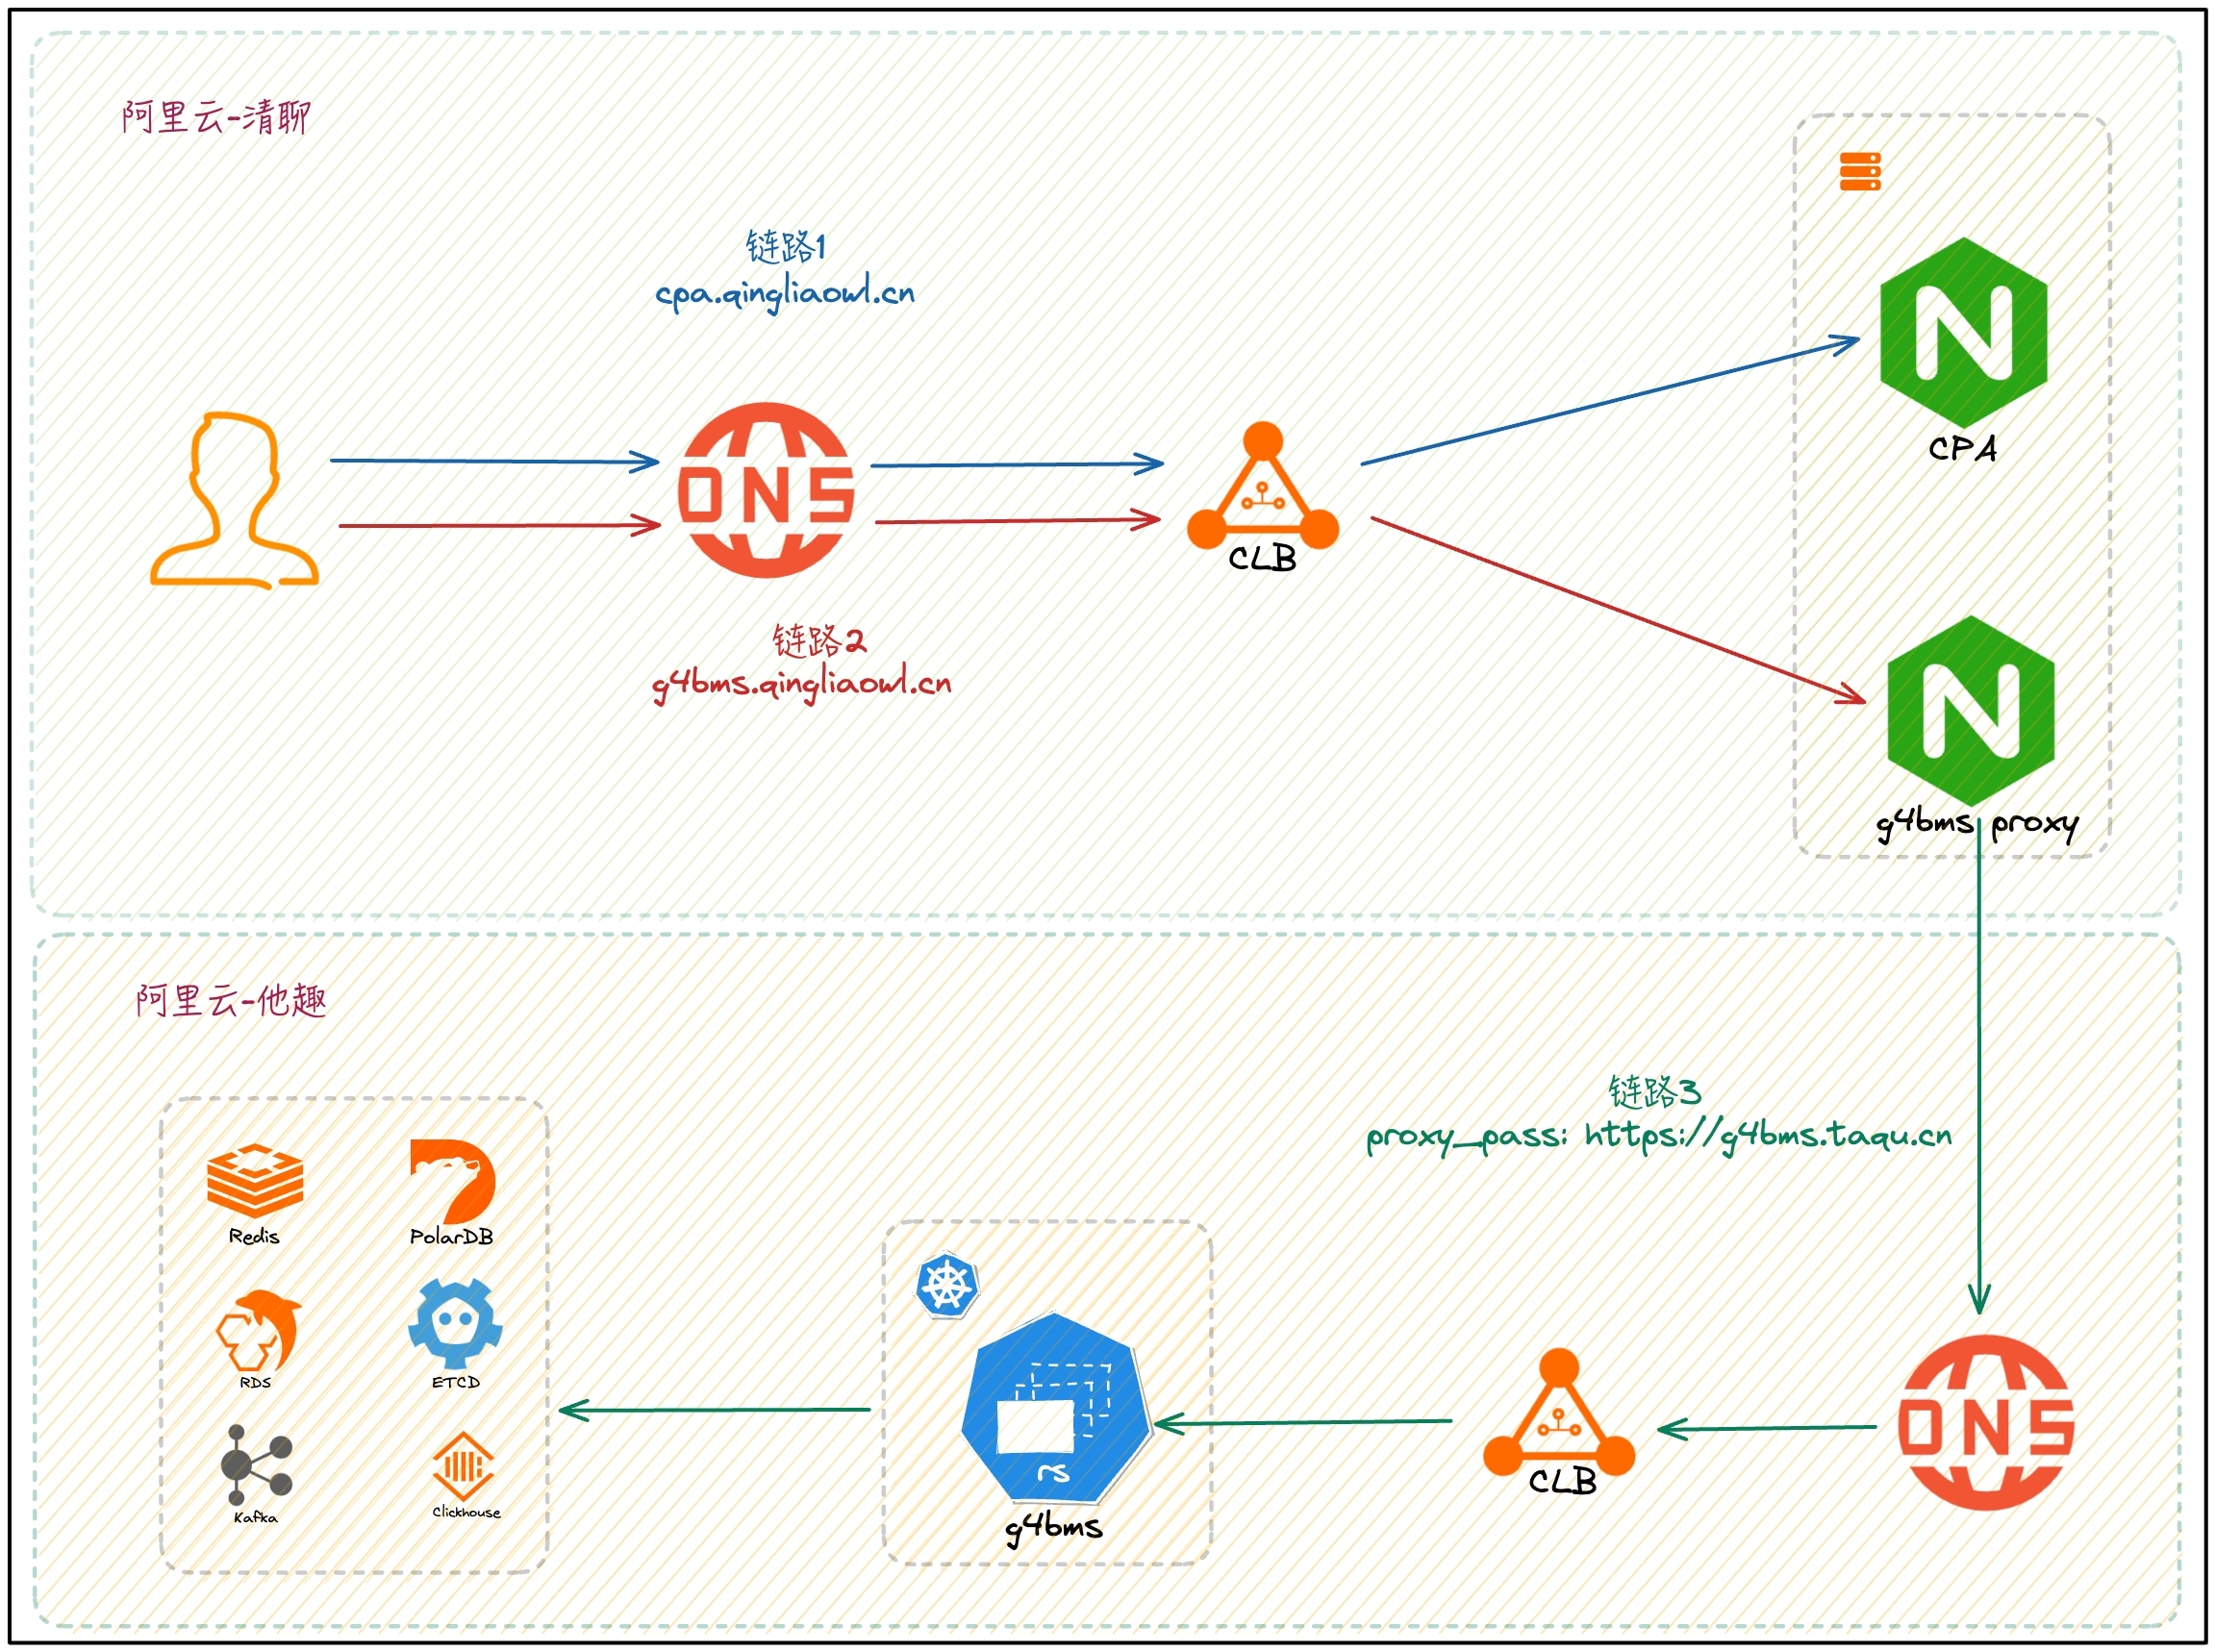 阿里云-清聊
链路1
cpa.qingliaowl.cn
DNS
CLB
CPA
链路2
g4bms.qingliaowl.cn
g4bms proxy
阿里云-他趣
链路3
proxy_pass: https://g4bms.taqu.cn
Redis
PolarDB
RDS
ETCD
Kafka
Clickhouse
rs
g4bms
CLB
DNS